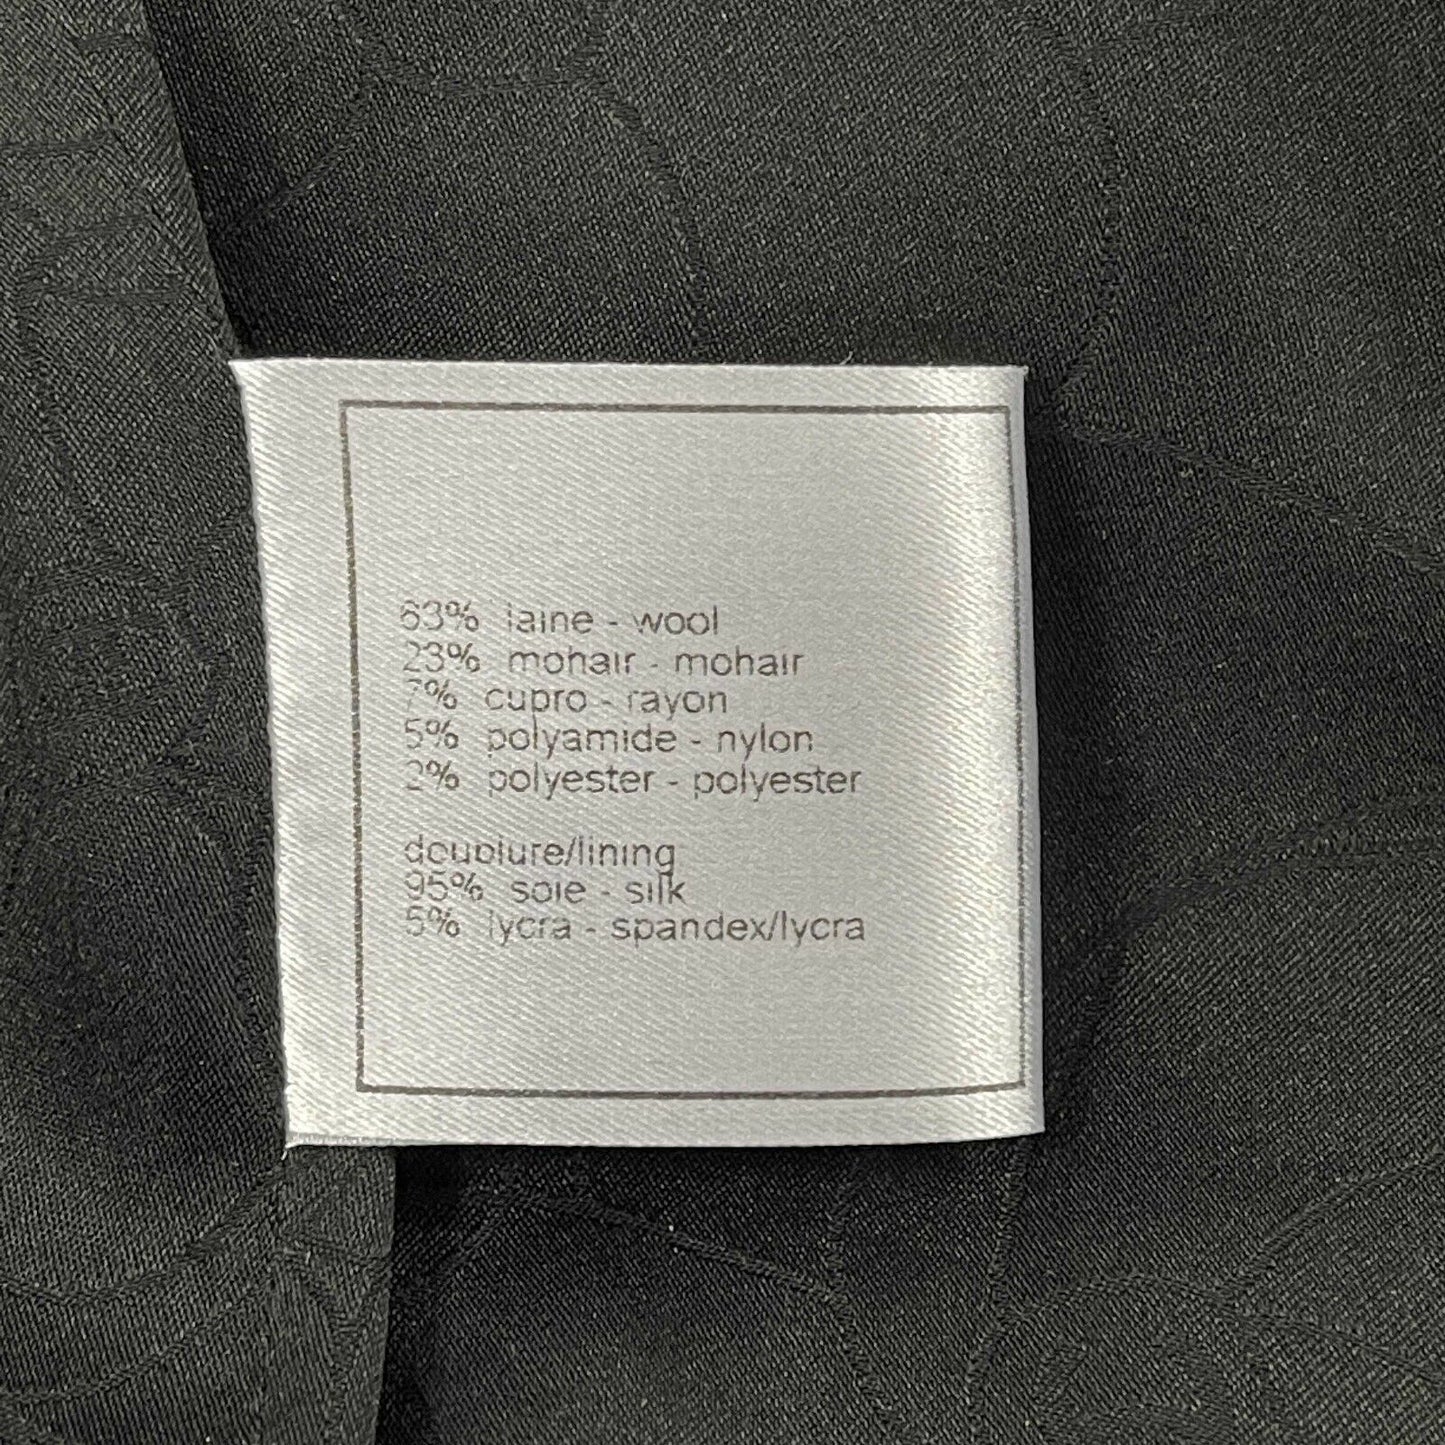 63% laine - wool
23% mohair - mohair
7% cupro - rayon
5% polyamide - nylon
2% polyester - polyester
doublure/lining
95% soie - silk
5% lycra - spandex/lycra